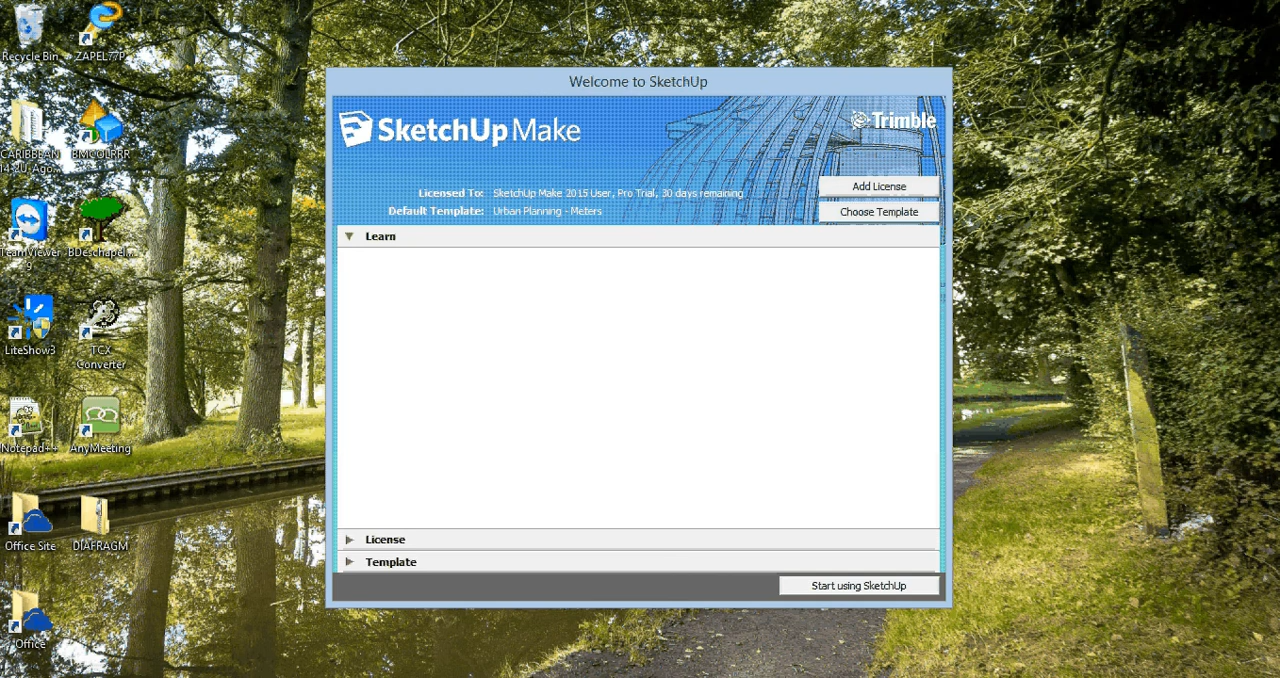 Recycle Bin
ZAPEL77P
CARIBBEAN
BMCOLRRR
TeamViewer
9
BDeschapel...
LiteShow3
TCX
Converter
Notepad++
AnyMeeting
Office Site
DIAFRAGM
Office
Welcome to SketchUp
SketchUp Make
Trimble
Licensed To: SketchUp Make 2015 User, Pro Trial, 30 days remaining
Add License
Default Template: Urban Planning - Meters
Choose Template
Learn
License
Template
Start using SketchUp